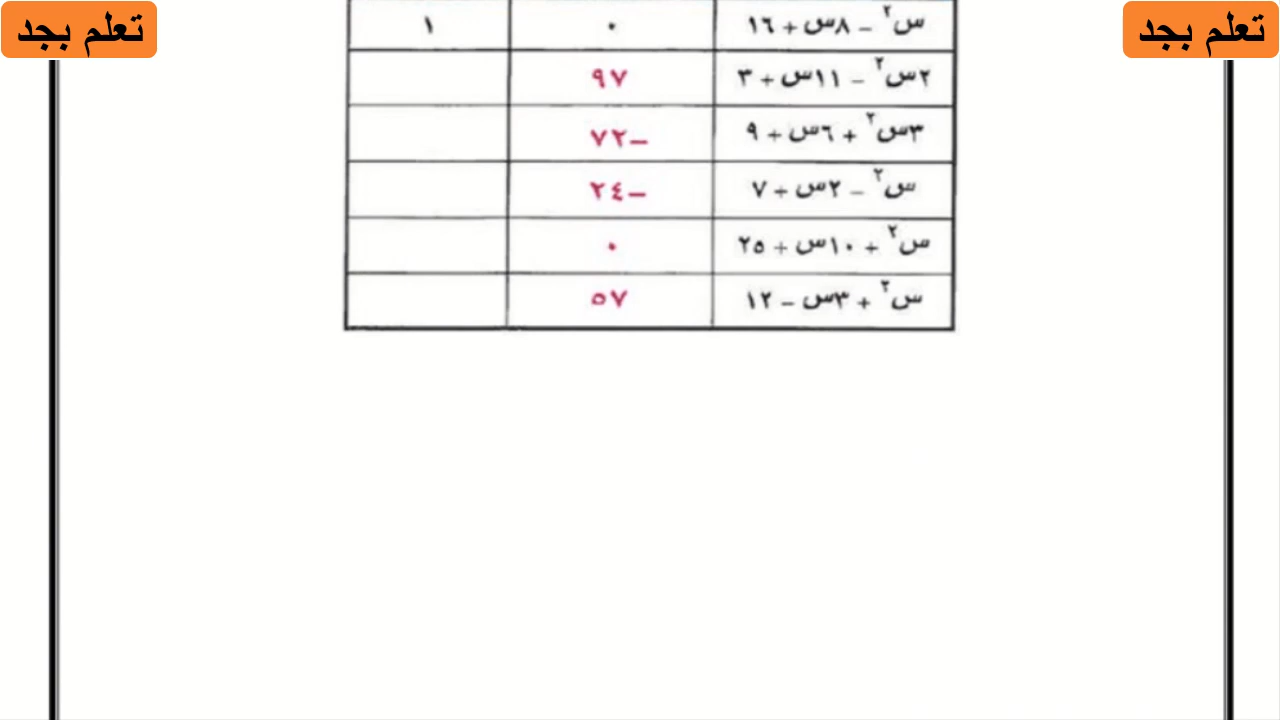 تعلم بجد
تعلم بجد
س٢ – ٨س + ١٦ ٠ ١
٢س٢ – ١١س + ٣ ٩٧
٣س٢ + ٦س + ٩ –٧٢
س٢ – ٢س + ٧ –٢٤
س٢ + ١٠س + ٢٥ ٠
س٢ + ٣س – ١٢ ٥٧